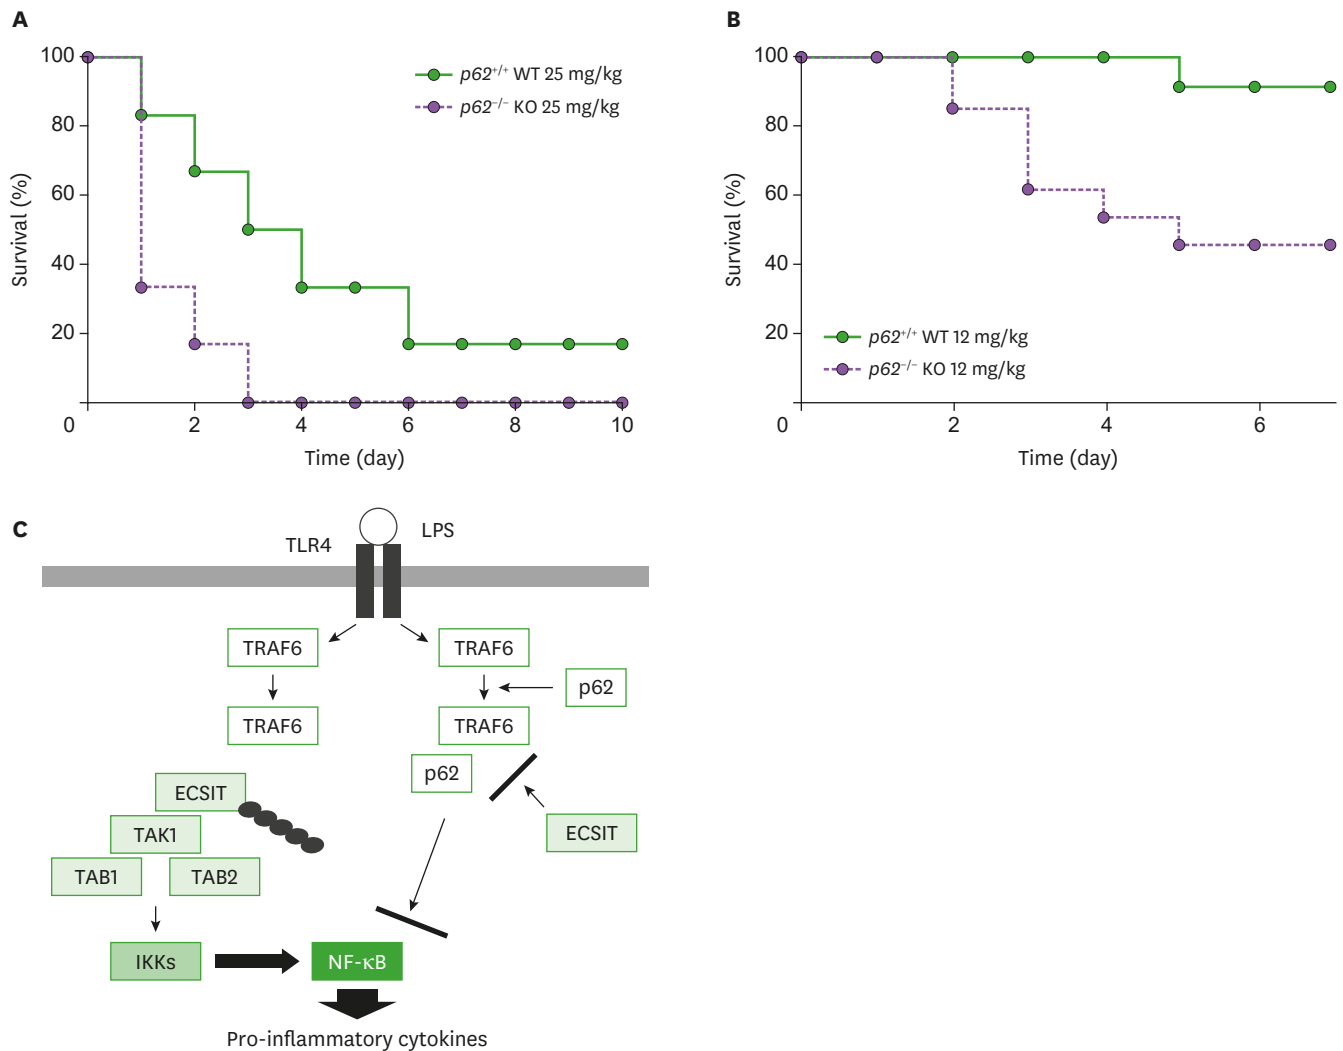 A
100
80
60
40
20
0
2
4
6
8
10
Survival (%)
Time (day)
p62+/+ WT 25 mg/kg
p62−/− KO 25 mg/kg
B
100
80
60
40
20
0
2
4
6
Survival (%)
Time (day)
p62+/+ WT 12 mg/kg
p62−/− KO 12 mg/kg
C
LPS
TLR4
TRAF6
TRAF6
p62
TRAF6
TRAF6
p62
ECSIT
ECSIT
TAK1
TAB1
TAB2
IKKs
NF-κB
Pro-inflammatory cytokines